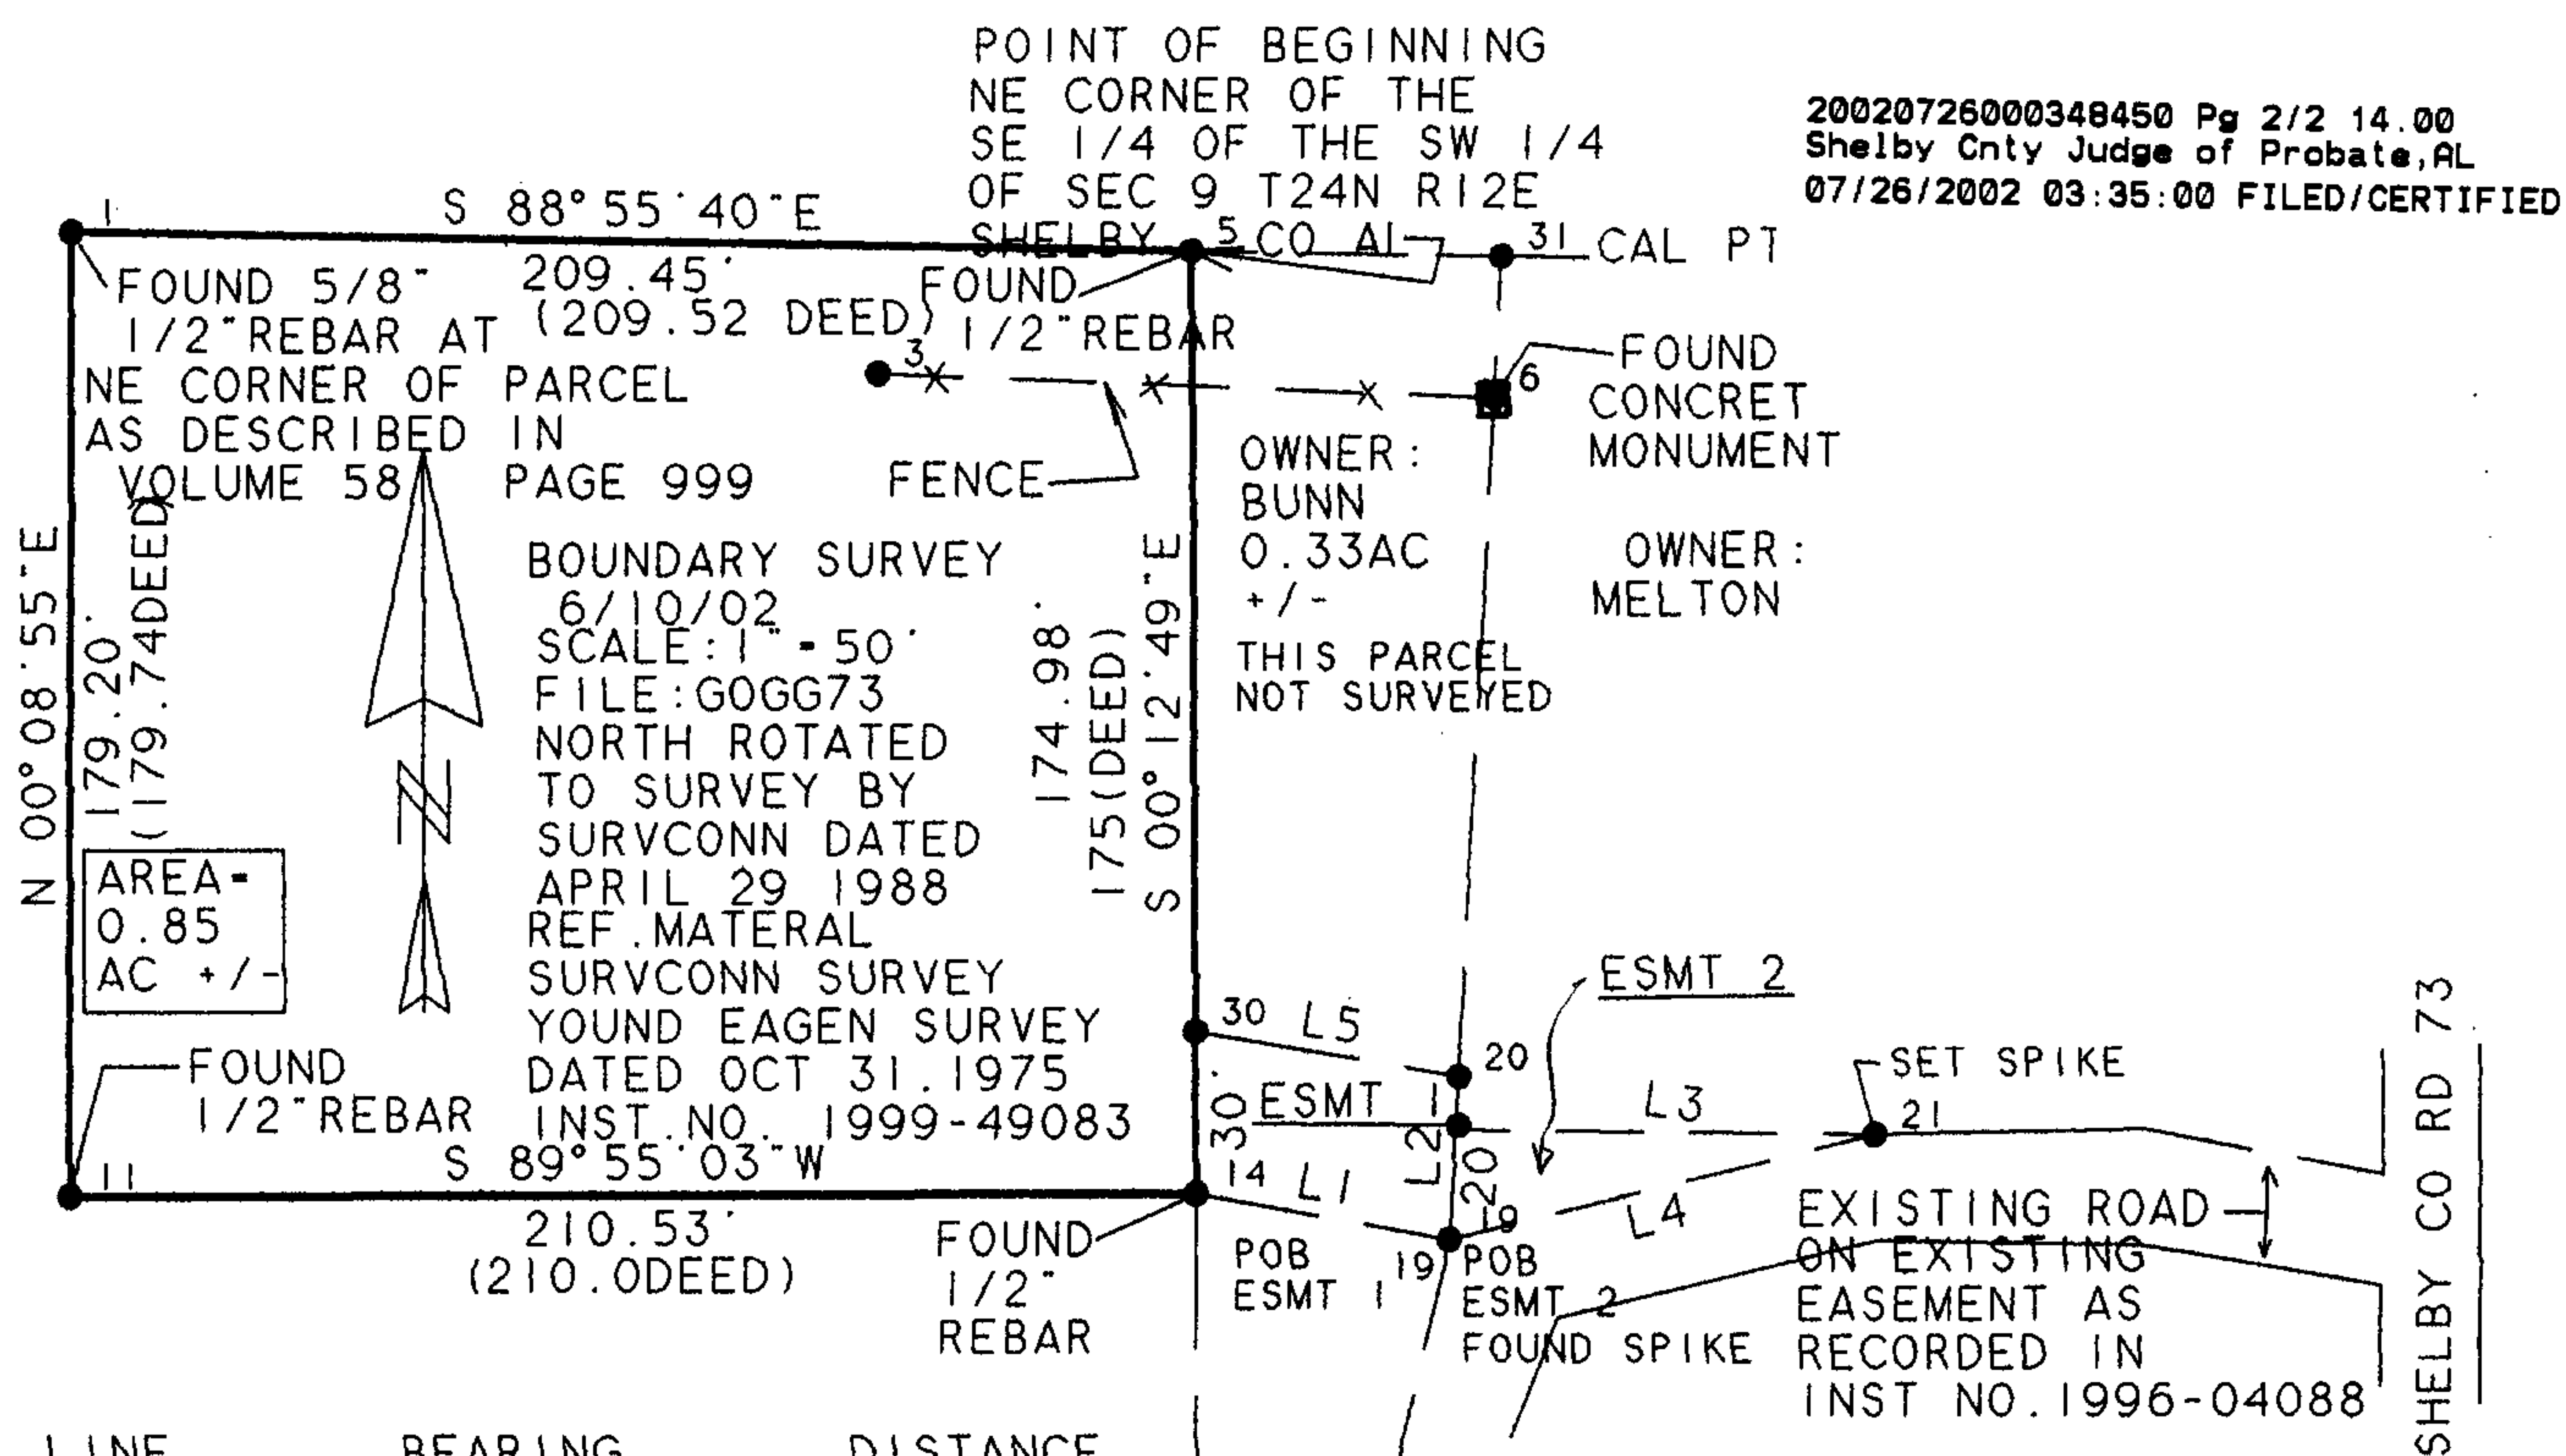 POINT OF BEGINNING
NE CORNER OF THE
SE 1/4 OF THE SW 1/4
OF SEC 9 T24N R12E
SHELBY CO AL
20020726000348450 Pg 2/2 14.00
Shelby Cnty Judge of Probate,AL
07/26/2002 03:35:00 FILED/CERTIFIED
1
S 88°55'40"E
209.45'
(209.52 DEED)
5
31
CAL PT
FOUND 5/8"
1/2"REBAR AT
NE CORNER OF PARCEL
AS DESCRIBED IN
VOLUME 58 PAGE 999
FOUND
1/2"REBAR
3
FENCE
6
FOUND
CONCRET
MONUMENT
OWNER:
BUNN
0.33AC
+/-
THIS PARCEL
NOT SURVEYED
OWNER:
MELTON
N 00°08'55"E
179.20'
(179.74DEED)
N
BOUNDARY SURVEY
6/10/02
SCALE:1"=50'
FILE:GOGG73
NORTH ROTATED
TO SURVEY BY
SURVCONN DATED
APRIL 29 1988
REF.MATERAL
SURVCONN SURVEY
YOUND EAGEN SURVEY
DATED OCT 31.1975
INST.NO. 1999-49083
174.98'
175(DEED)
S 00°12'49"E
AREA=
0.85
AC +/-
FOUND
1/2"REBAR
11
S 89°55'03"W
210.53'
(210.0DEED)
30
L5
20
ESMT 1
30'
14
L1
L2
20'
19
ESMT 2
L3
SET SPIKE
21
L4
FOUND
1/2"
REBAR
POB
ESMT 1
19
POB
ESMT 2
FOUND SPIKE
EXISTING ROAD
ON EXISTING
EASEMENT AS
RECORDED IN
INST NO.1996-04088
SHELBY CO RD 73
LINE BEARING DISTANCE